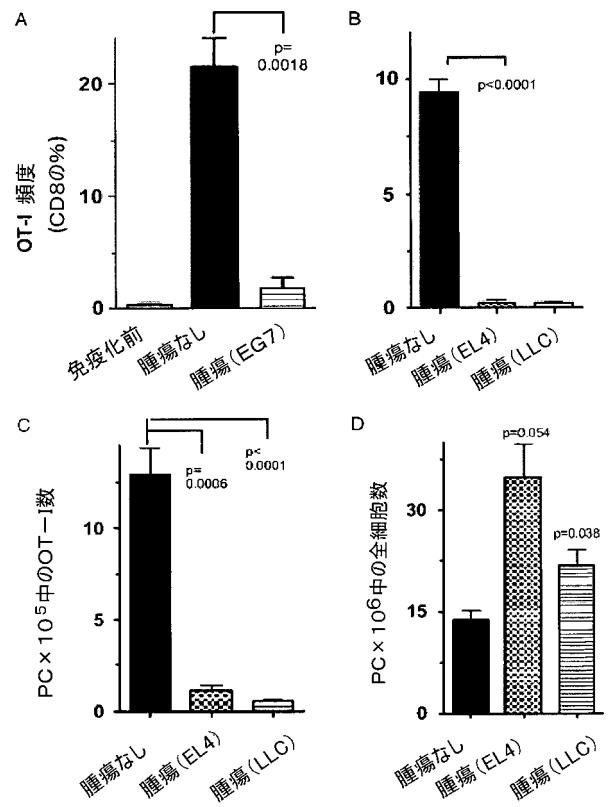 A
p=
0.0018
20
10
0
OT-I 頻度
(CD8の%)
免疫化前
腫瘍なし
腫瘍(EG7)
B
p<0.0001
10
5
0
腫瘍なし
腫瘍(EL4)
腫瘍(LLC)
C
p=
0.0006
p<
0.0001
10
5
0
PC×10⁵中のOT-I数
腫瘍なし
腫瘍(EL4)
腫瘍(LLC)
D
p=0.054
p=0.038
30
15
0
PC×10⁶中の全細胞数
腫瘍なし
腫瘍(EL4)
腫瘍(LLC)